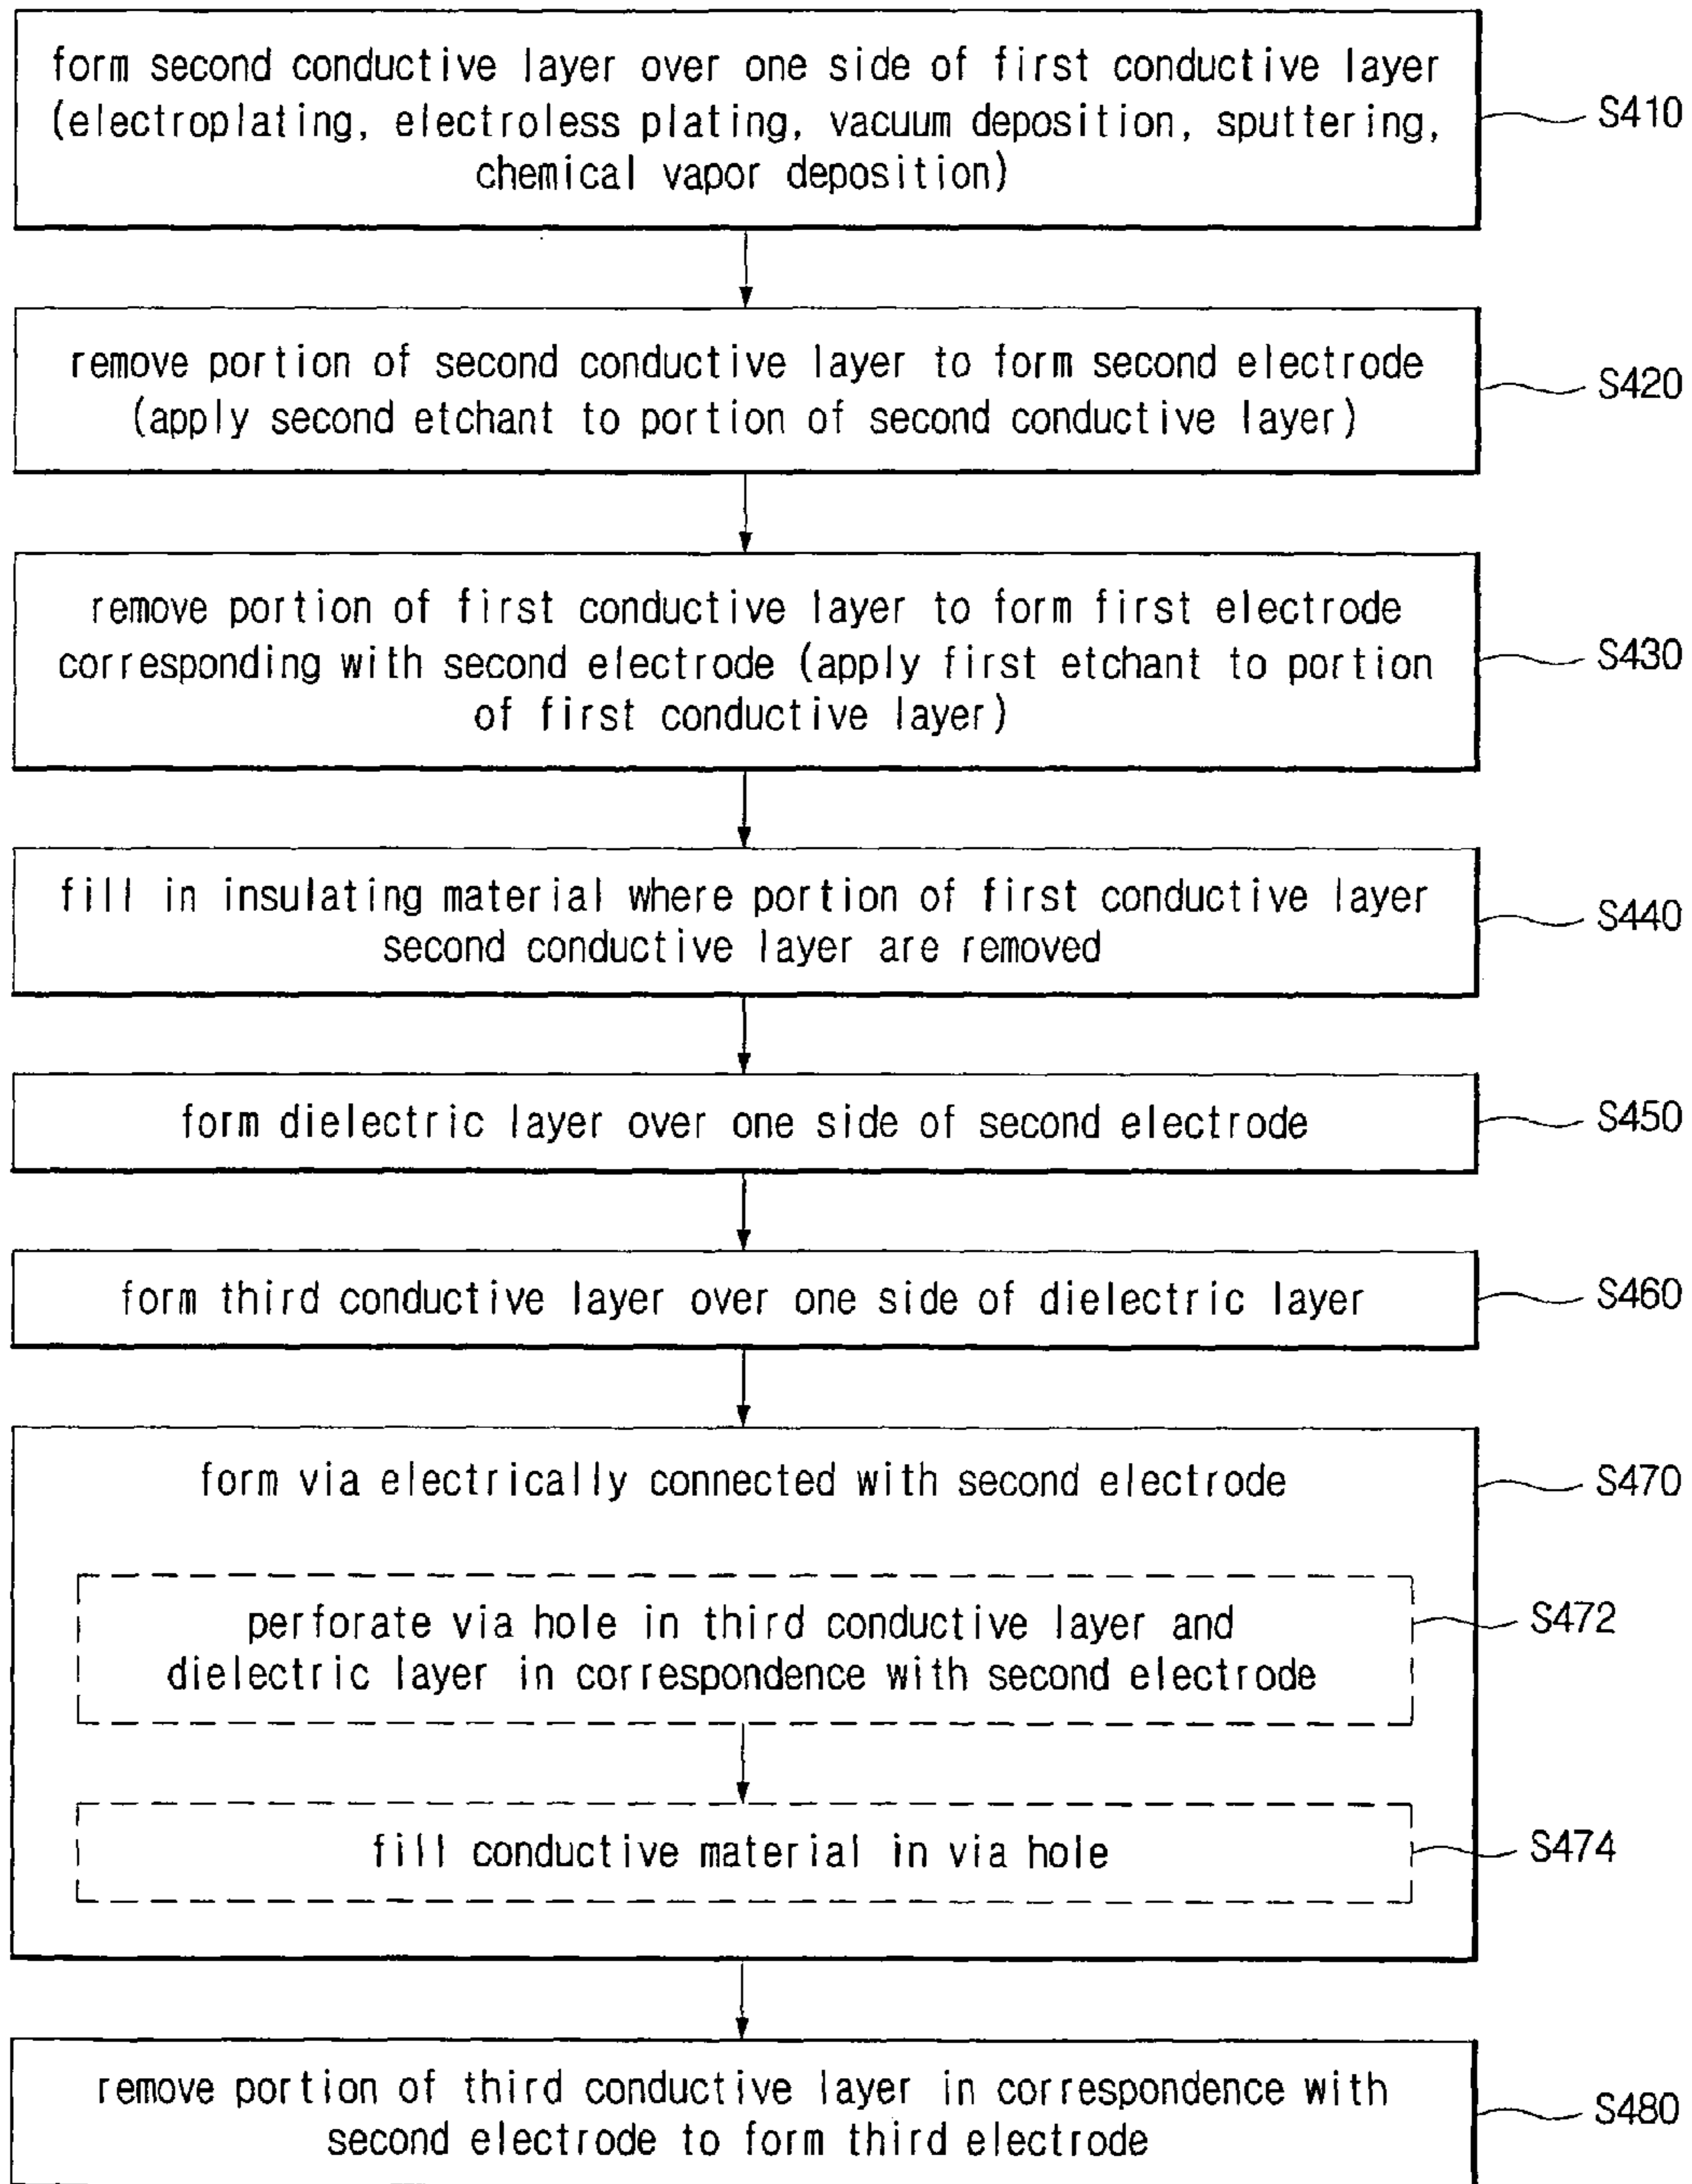 form second conductive layer over one side of first conductive layer
(electroplating, electroless plating, vacuum deposition, sputtering,
chemical vapor deposition)
S410
remove portion of second conductive layer to form second electrode
(apply second etchant to portion of second conductive layer)
S420
remove portion of first conductive layer to form first electrode
corresponding with second electrode (apply first etchant to portion
of first conductive layer)
S430
fill in insulating material where portion of first conductive layer
second conductive layer are removed
S440
form dielectric layer over one side of second electrode
S450
form third conductive layer over one side of dielectric layer
S460
form via electrically connected with second electrode
S470
perforate via hole in third conductive layer and
dielectric layer in correspondence with second electrode
S472
fill conductive material in via hole
S474
remove portion of third conductive layer in correspondence with
second electrode to form third electrode
S480